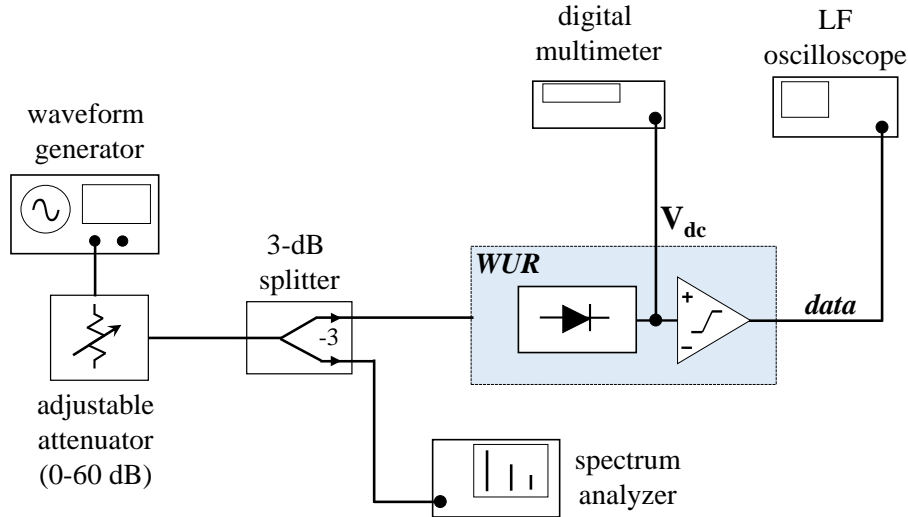 digital
multimeter
LF
oscilloscope
waveform
generator
V_dc
3-dB
splitter
WUR
+
-3
data
−
adjustable
attenuator
(0-60 dB)
spectrum
analyzer